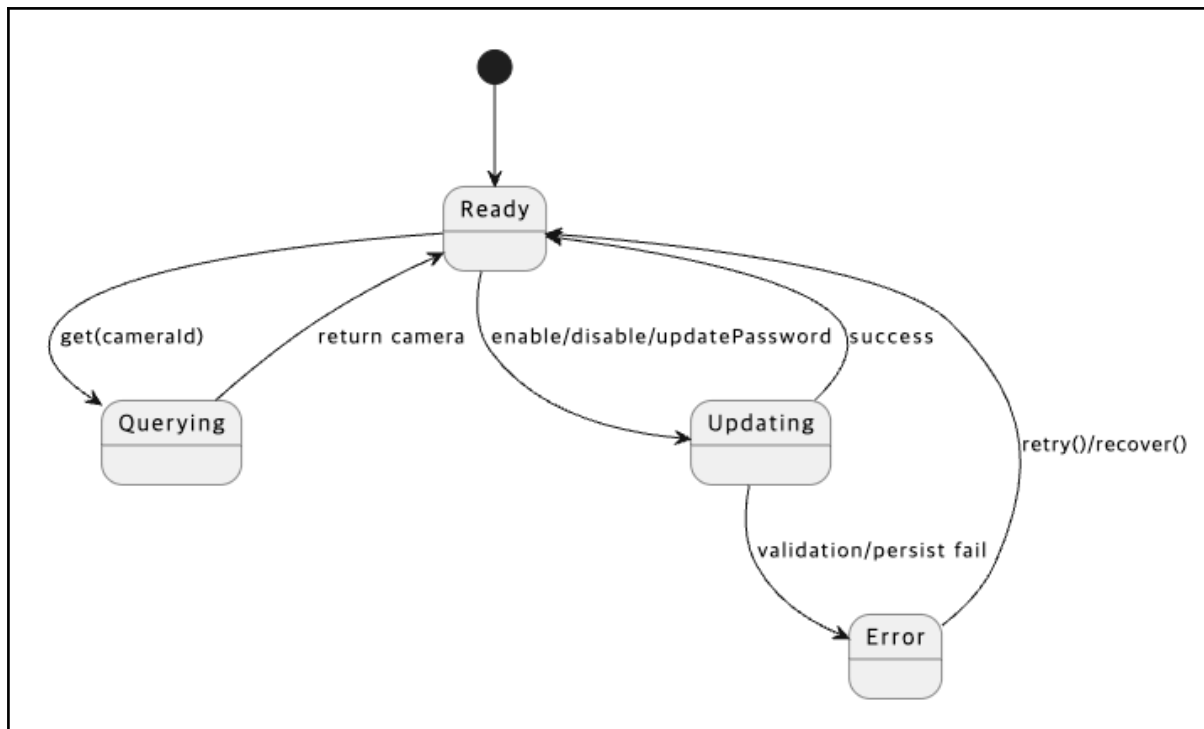 Ready
get(cameraId)
return camera
enable/disable/updatePassword
success
Querying
Updating
retry()/recover()
validation/persist fail
Error